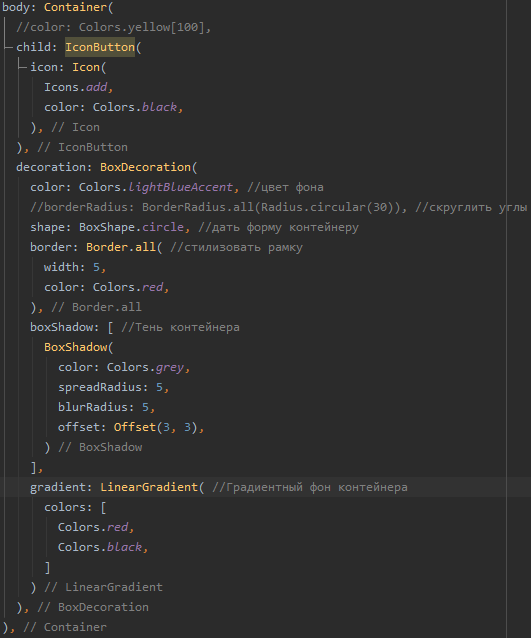 body: Container(
//color: Colors.yellow[100],
child: IconButton(
icon: Icon(
Icons.add,
color: Colors.black,
), // Icon
), // IconButton
decoration: BoxDecoration(
color: Colors.lightBlueAccent, //цвет фона
//borderRadius: BorderRadius.all(Radius.circular(30)), //скруглить углы
shape: BoxShape.circle, //дать форму контейнеру
border: Border.all( //стилизовать рамку
width: 5,
color: Colors.red,
), // Border.all
boxShadow: [ //Тень контейнера
BoxShadow(
color: Colors.grey,
spreadRadius: 5,
blurRadius: 5,
offset: Offset(3, 3),
) // BoxShadow
],
gradient: LinearGradient( //Градиентный фон контейнера
colors: [
Colors.red,
Colors.black,
]
) // LinearGradient
), // BoxDecoration
), // Container